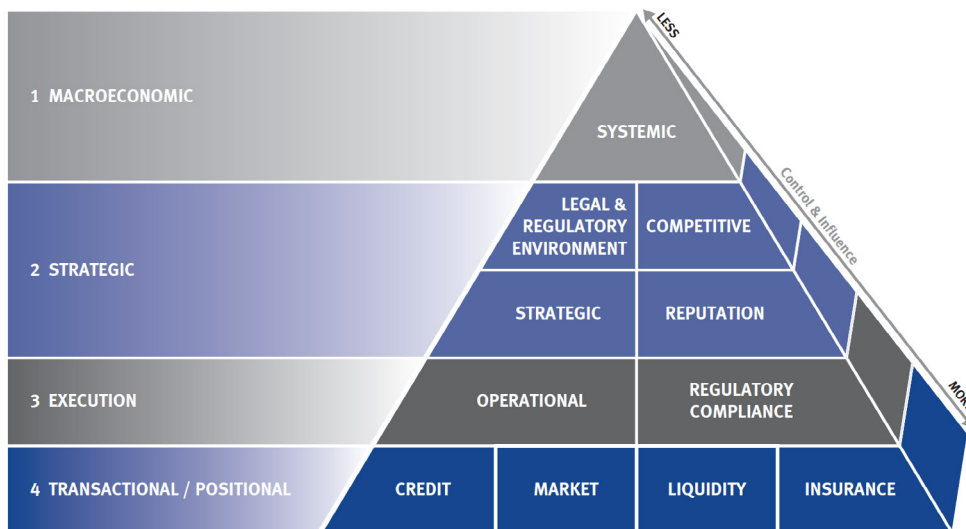 LESS
1 MACROECONOMIC
SYSTEMIC
Control & Influence
LEGAL &
REGULATORY
ENVIRONMENT
COMPETITIVE
2 STRATEGIC
STRATEGIC
REPUTATION
3 EXECUTION
OPERATIONAL
REGULATORY
COMPLIANCE
4 TRANSACTIONAL / POSITIONAL
CREDIT
MARKET
LIQUIDITY
INSURANCE